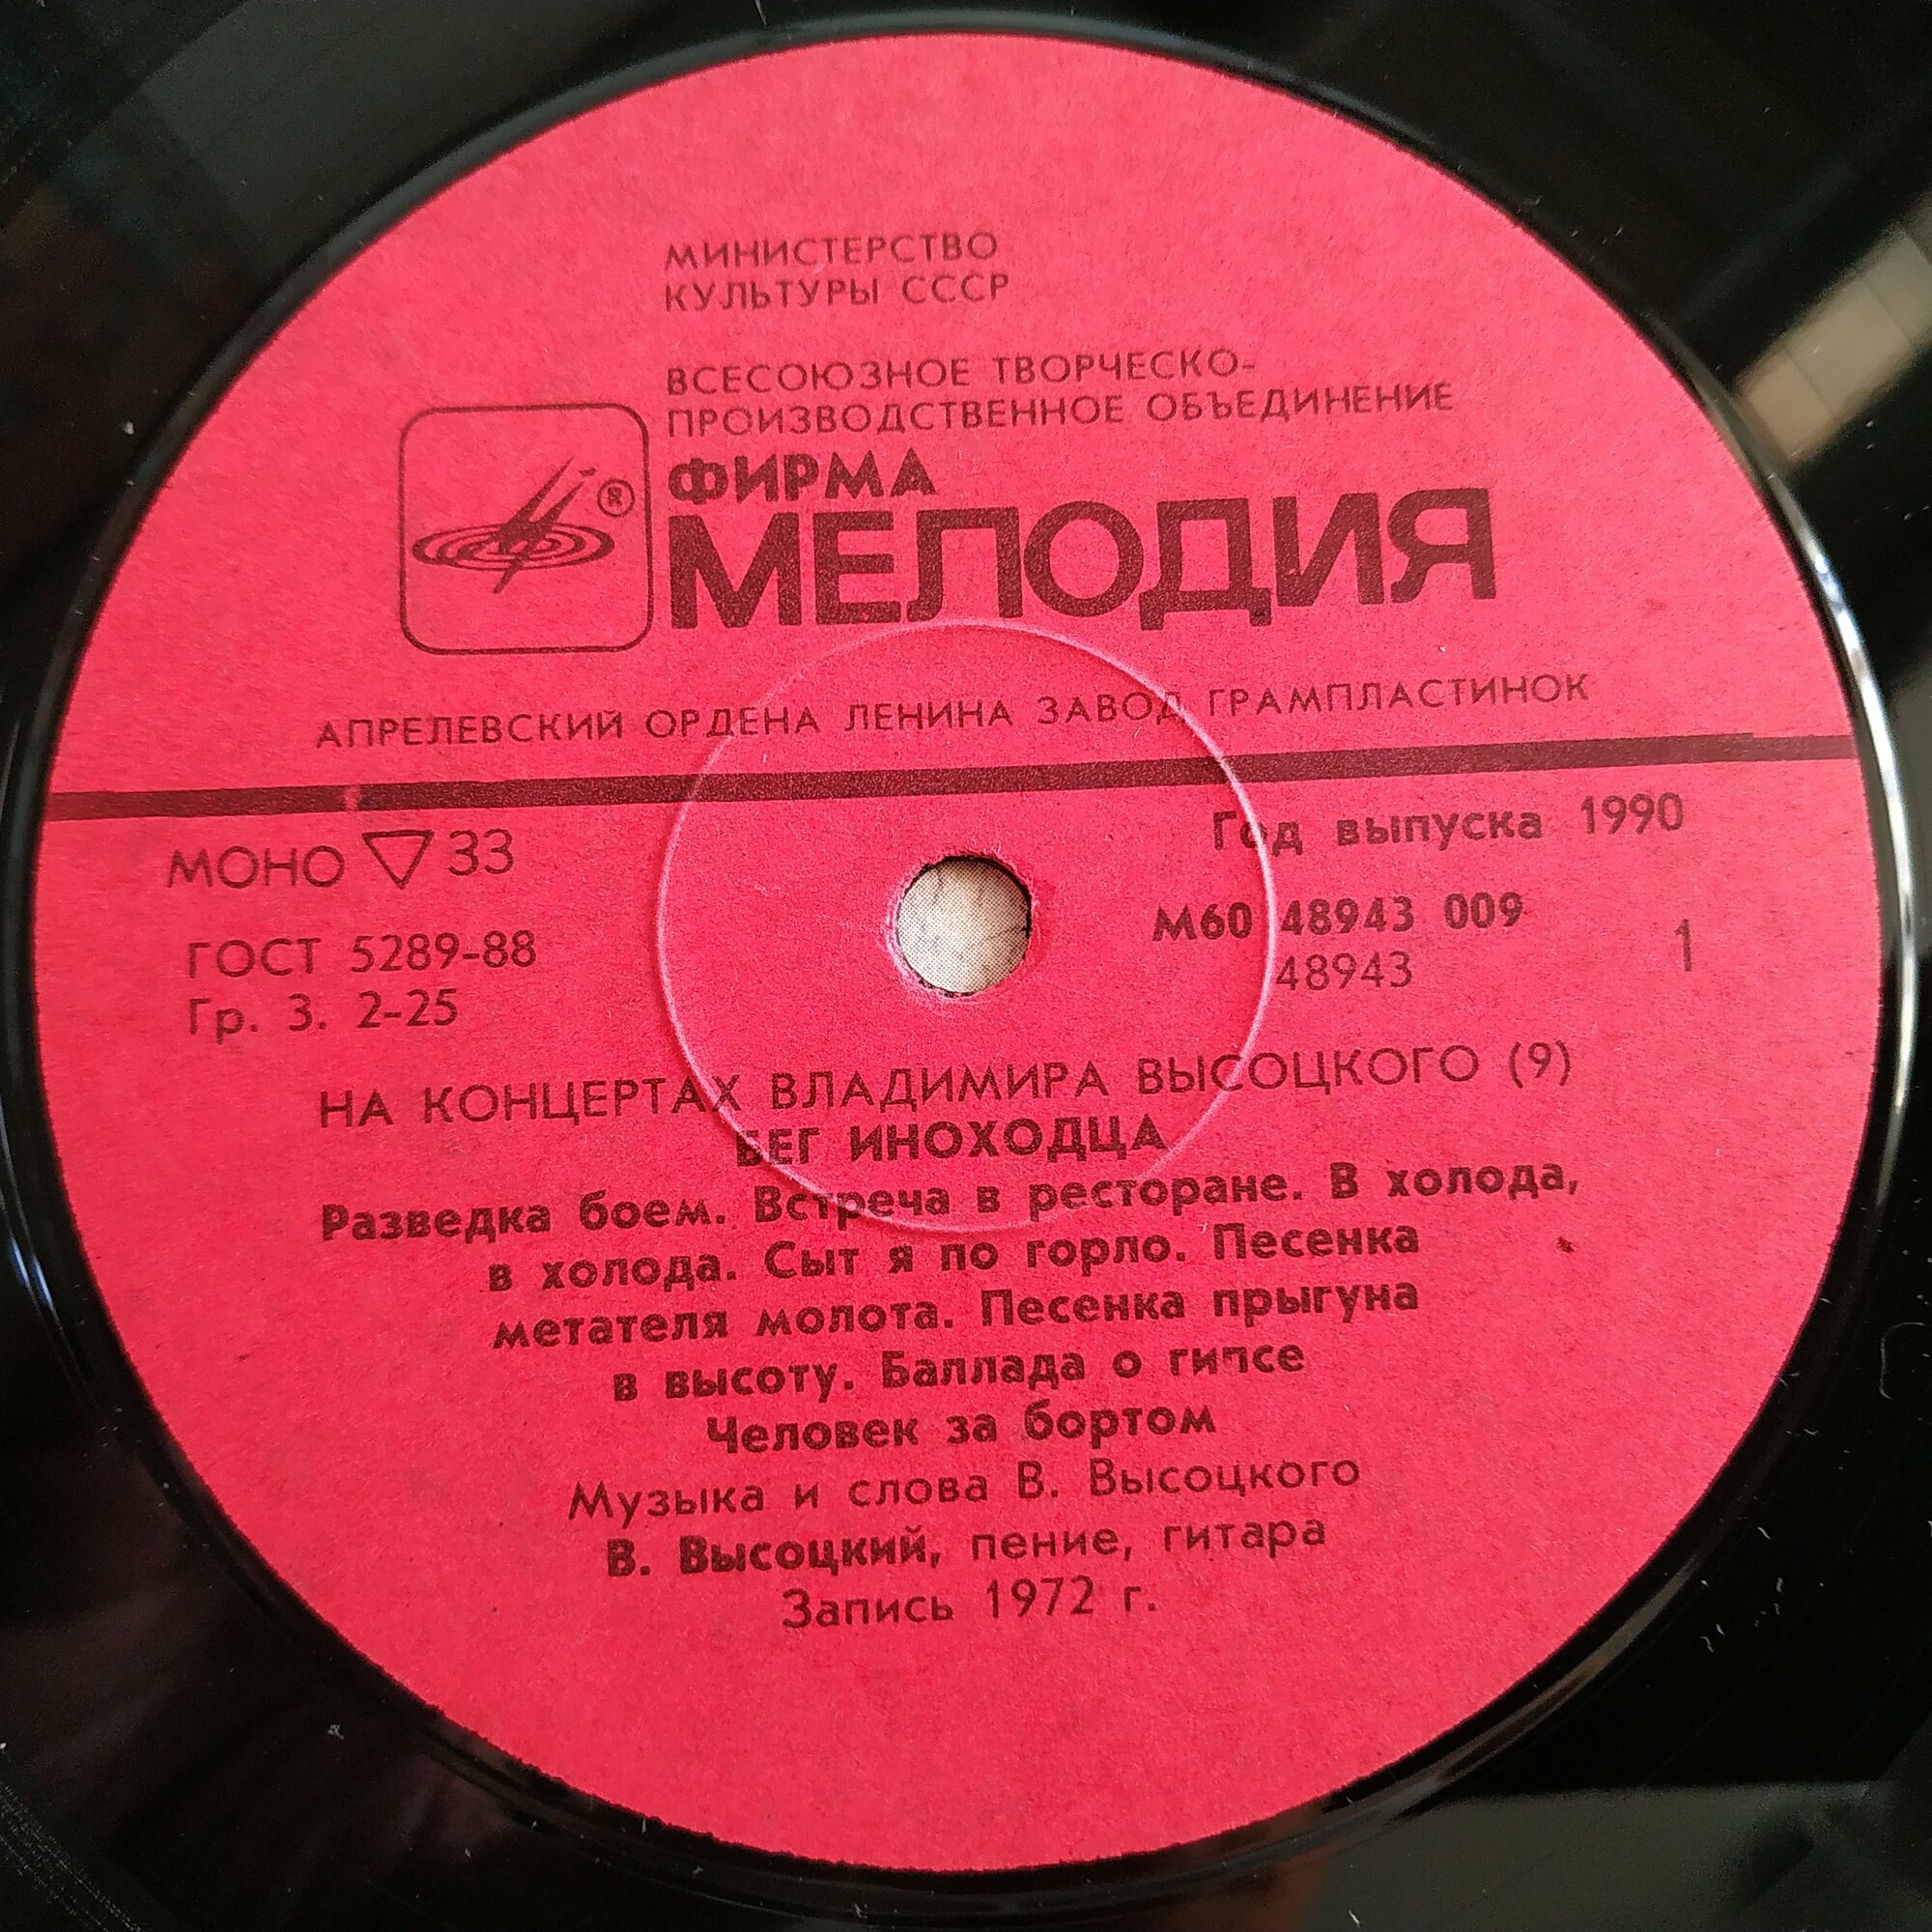 МИНИСТЕРСТВО
КУЛЬТУРЫ СССР
ВСЕСОЮЗНОЕ ТВОРЧЕСКО-
ПРОИЗВОДСТВЕННОЕ ОБЪЕДИНЕНИЕ
®
ФИРМА
МЕЛОДИЯ
АПРЕЛЕВСКИЙ ОРДЕНА ЛЕНИНА ЗАВОД ГРАМПЛАСТИНОК
МОНО ▽ 33
Год выпуска 1990
ГОСТ 5289-88
Гр. 3. 2-25
М60 48943 009
48943
1
НА КОНЦЕРТАХ ВЛАДИМИРА ВЫСОЦКОГО (9)
БЕГ ИНОХОДЦА
Разведка боем. Встреча в ресторане. В холода,
в холода. Сыт я по горло. Песенка
метателя молота. Песенка прыгуна
в высоту. Баллада о гипсе
Человек за бортом
Музыка и слова В. Высоцкого
В. Высоцкий, пение, гитара
Запись 1972 г.